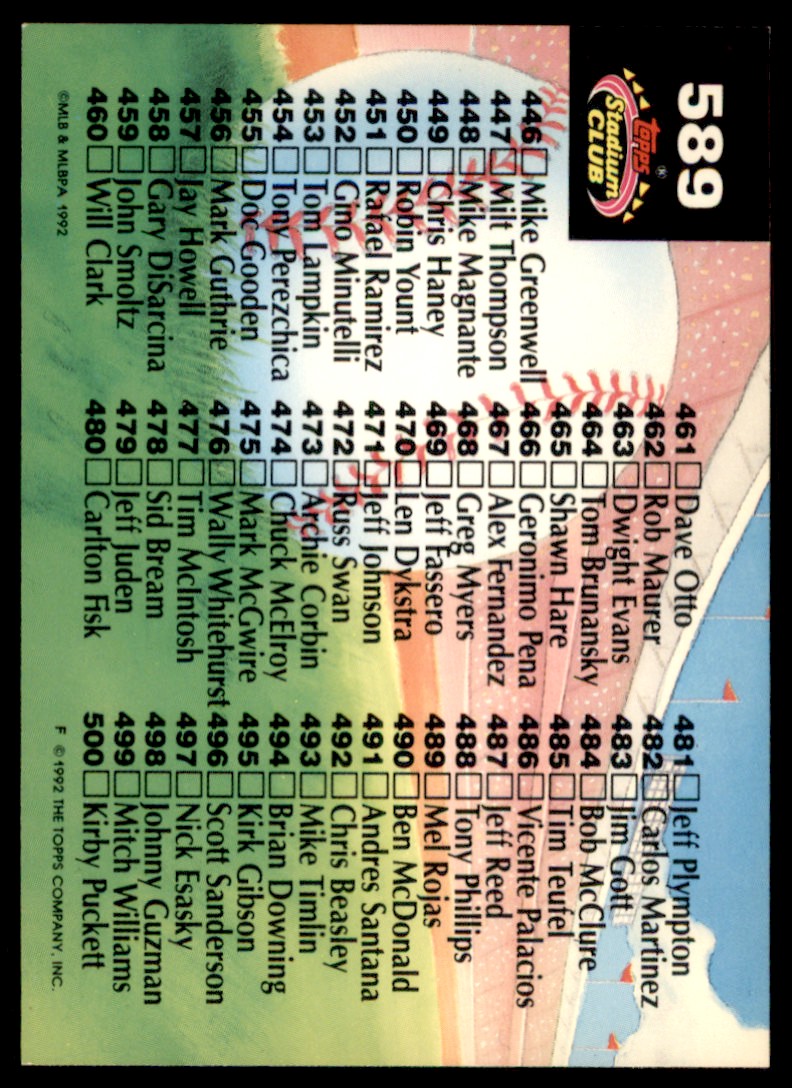 589
Topps®
Stadium
CLUB
446 Mike Greenwell
447 Milt Thompson
448 Mike Magnante
449 Chris Haney
450 Robin Yount
451 Rafael Ramirez
452 Gino Minutelli
453 Tom Lampkin
454 Tony Perezchica
455 Doc Gooden
456 Mark Guthrie
457 Jay Howell
458 Gary DiSarcina
459 John Smoltz
460 Will Clark
461 Dave Otto
462 Rob Maurer
463 Dwight Evans
464 Tom Brunansky
465 Shawn Hare
466 Geronimo Pena
467 Alex Fernandez
468 Greg Myers
469 Jeff Fassero
470 Len Dykstra
471 Jeff Johnson
472 Russ Swan
473 Archie Corbin
474 Chuck McElroy
475 Mark McGwire
476 Wally Whitehurst
477 Tim McIntosh
478 Sid Bream
479 Jeff Juden
480 Carlton Fisk
481 Jeff Plympton
482 Carlos Martinez
483 Jim Gott
484 Bob McClure
485 Tim Teufel
486 Vicente Palacios
487 Jeff Reed
488 Tony Phillips
489 Mel Rojas
490 Ben McDonald
491 Andres Santana
492 Chris Beasley
493 Mike Timlin
494 Brian Downing
495 Kirk Gibson
496 Scott Sanderson
497 Nick Esasky
498 Johnny Guzman
499 Mitch Williams
500 Kirby Puckett
©MLB & MLBPA 1992
F © 1992 THE TOPPS COMPANY, INC.